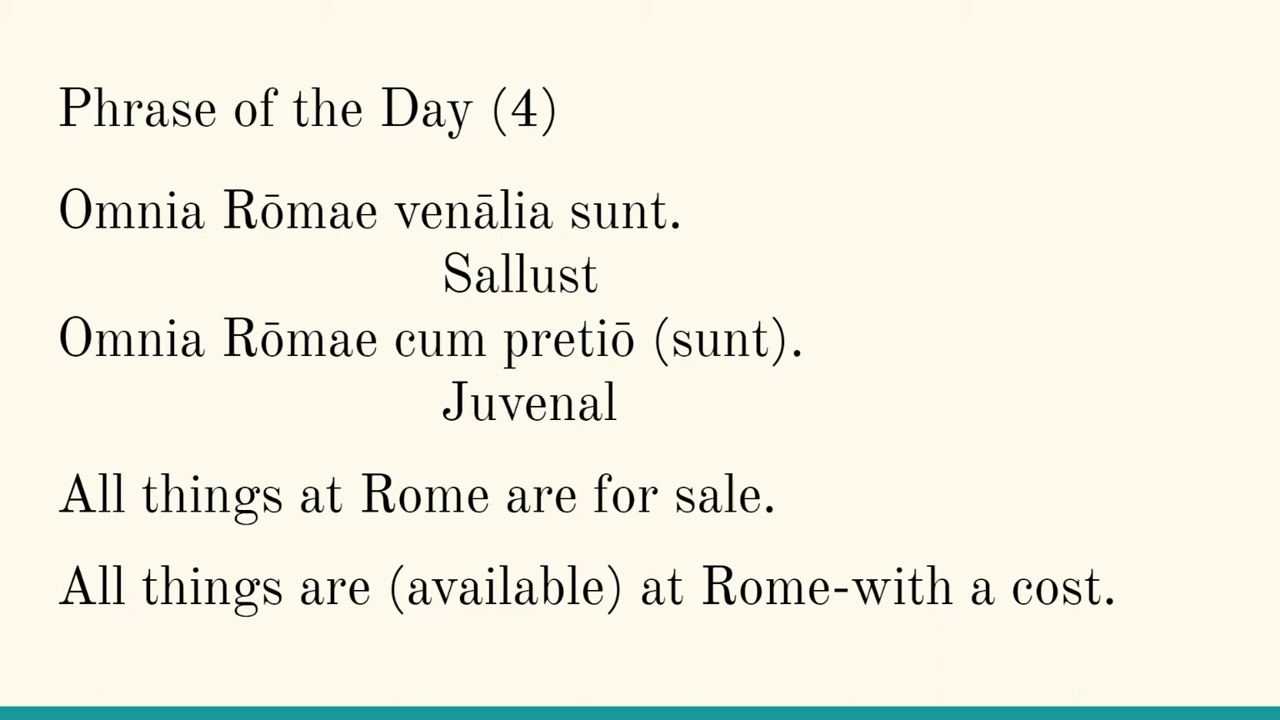 Phrase of the Day (4)
Omnia Rōmae venālia sunt.
Sallust
Omnia Rōmae cum pretiō (sunt).
Juvenal
All things at Rome are for sale.
All things are (available) at Rome-with a cost.